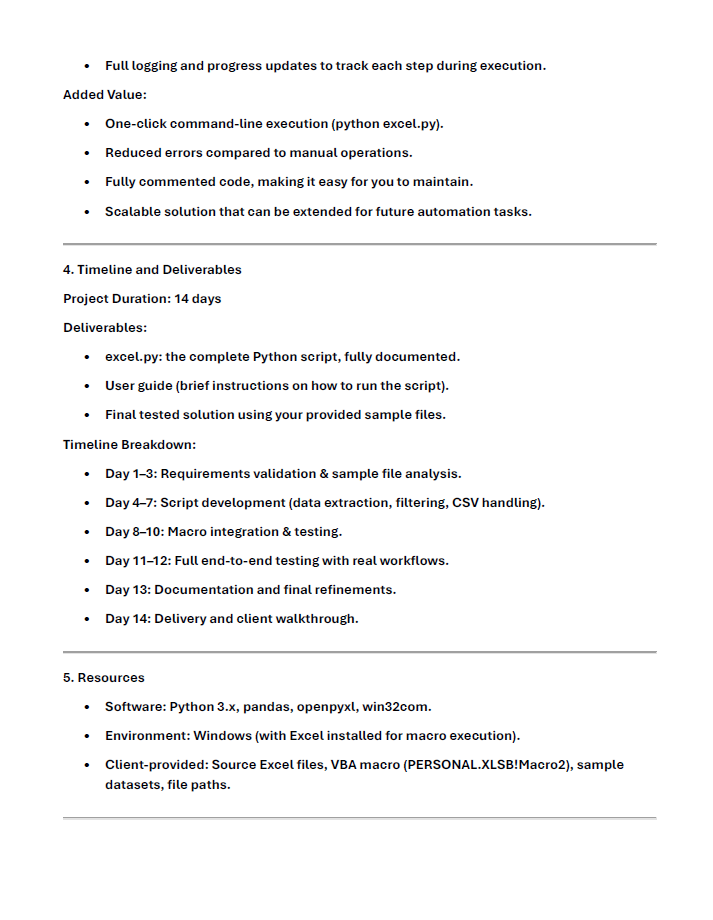 • Full logging and progress updates to track each step during execution.
Added Value:
• One-click command-line execution (python excel.py).
• Reduced errors compared to manual operations.
• Fully commented code, making it easy for you to maintain.
• Scalable solution that can be extended for future automation tasks.
4. Timeline and Deliverables
Project Duration: 14 days
Deliverables:
• excel.py: the complete Python script, fully documented.
• User guide (brief instructions on how to run the script).
• Final tested solution using your provided sample files.
Timeline Breakdown:
• Day 1–3: Requirements validation & sample file analysis.
• Day 4–7: Script development (data extraction, filtering, CSV handling).
• Day 8–10: Macro integration & testing.
• Day 11–12: Full end-to-end testing with real workflows.
• Day 13: Documentation and final refinements.
• Day 14: Delivery and client walkthrough.
5. Resources
• Software: Python 3.x, pandas, openpyxl, win32com.
• Environment: Windows (with Excel installed for macro execution).
• Client-provided: Source Excel files, VBA macro (PERSONAL.XLSB!Macro2), sample
datasets, file paths.